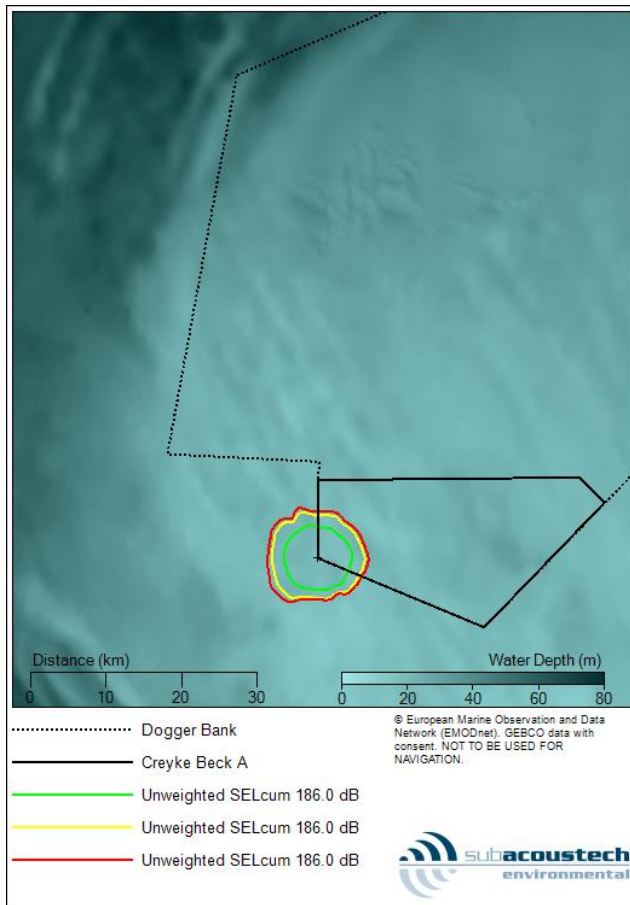 Distance (km)
0 10 20 30
Water Depth (m)
0 20 40 60 80
Dogger Bank
Creyke Beck A
Unweighted SELcum 186.0 dB
Unweighted SELcum 186.0 dB
Unweighted SELcum 186.0 dB
© European Marine Observation and Data
Network (EMODnet). GEBCO data with
consent. NOT TO BE USED FOR
NAVIGATION.
subacoustech
environmental